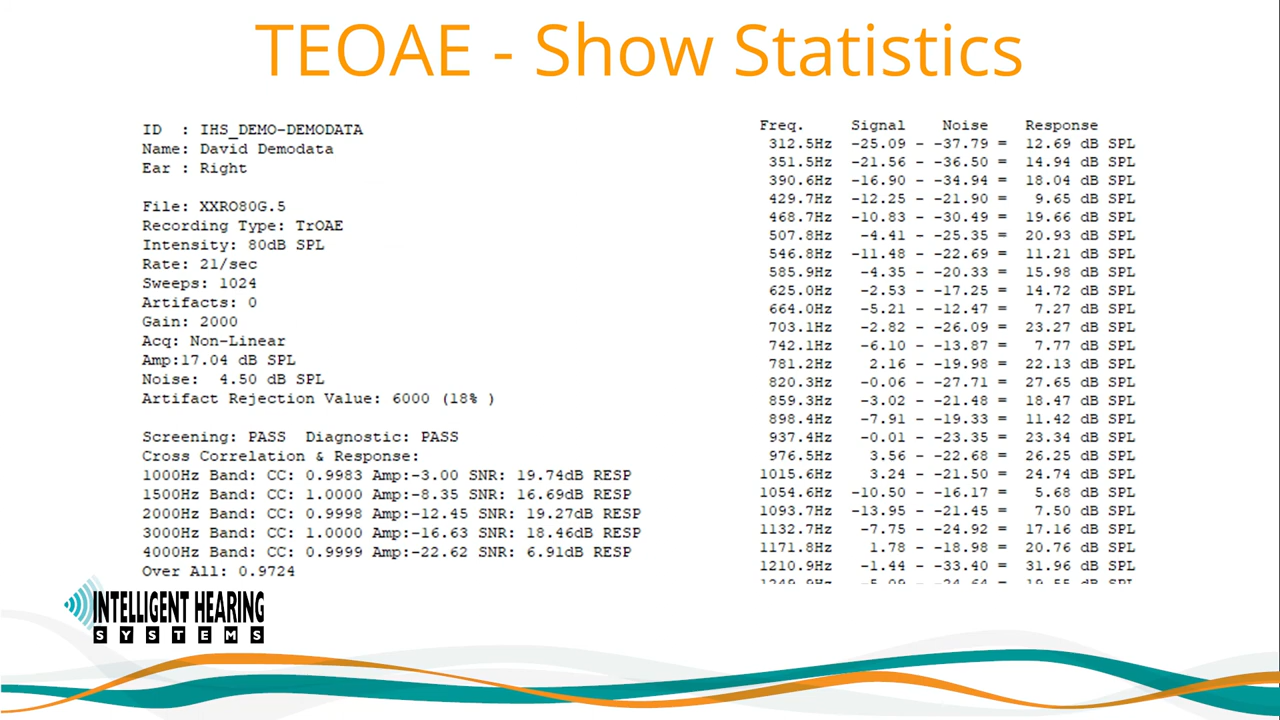 TEOAE - Show Statistics
ID  : IHS_DEMO-DEMODATA
Name: David Demodata
Ear : Right
File: XXRO80G.5
Recording Type: TrOAE
Intensity: 80dB SPL
Rate: 21/sec
Sweeps: 1024
Artifacts: 0
Gain: 2000
Acq: Non-Linear
Amp:17.04 dB SPL
Noise:  4.50 dB SPL
Artifact Rejection Value: 6000 (18% )
Screening: PASS  Diagnostic: PASS
Cross Correlation & Response:
1000Hz Band: CC: 0.9983 Amp:-3.00 SNR: 19.74dB RESP
1500Hz Band: CC: 1.0000 Amp:-8.35 SNR: 16.69dB RESP
2000Hz Band: CC: 0.9998 Amp:-12.45 SNR: 19.27dB RESP
3000Hz Band: CC: 1.0000 Amp:-16.63 SNR: 18.46dB RESP
4000Hz Band: CC: 0.9999 Amp:-22.62 SNR: 6.91dB RESP
Over All: 0.9724
Freq. Signal Noise Response
312.5Hz -25.09 - -37.79 = 12.69 dB SPL
351.5Hz -21.56 - -36.50 = 14.94 dB SPL
390.6Hz -16.90 - -34.94 = 18.04 dB SPL
429.7Hz -12.25 - -21.90 = 9.65 dB SPL
468.7Hz -10.83 - -30.49 = 19.66 dB SPL
507.8Hz -4.41 - -25.35 = 20.93 dB SPL
546.8Hz -11.48 - -22.69 = 11.21 dB SPL
585.9Hz -4.35 - -20.33 = 15.98 dB SPL
625.0Hz -2.53 - -17.25 = 14.72 dB SPL
664.0Hz -5.21 - -12.47 = 7.27 dB SPL
703.1Hz -2.82 - -26.09 = 23.27 dB SPL
742.1Hz -6.10 - -13.87 = 7.77 dB SPL
781.2Hz 2.16 - -19.98 = 22.13 dB SPL
820.3Hz -0.06 - -27.71 = 27.65 dB SPL
859.3Hz -3.02 - -21.48 = 18.47 dB SPL
898.4Hz -7.91 - -19.33 = 11.42 dB SPL
937.4Hz -0.01 - -23.35 = 23.34 dB SPL
976.5Hz 3.56 - -22.68 = 26.25 dB SPL
1015.6Hz 3.24 - -21.50 = 24.74 dB SPL
1054.6Hz -10.50 - -16.17 = 5.68 dB SPL
1093.7Hz -13.95 - -21.45 = 7.50 dB SPL
1132.7Hz -7.75 - -24.92 = 17.16 dB SPL
1171.8Hz 1.78 - -18.98 = 20.76 dB SPL
1210.9Hz -1.44 - -33.40 = 31.96 dB SPL
INTELLIGENT HEARING
SYSTEMS